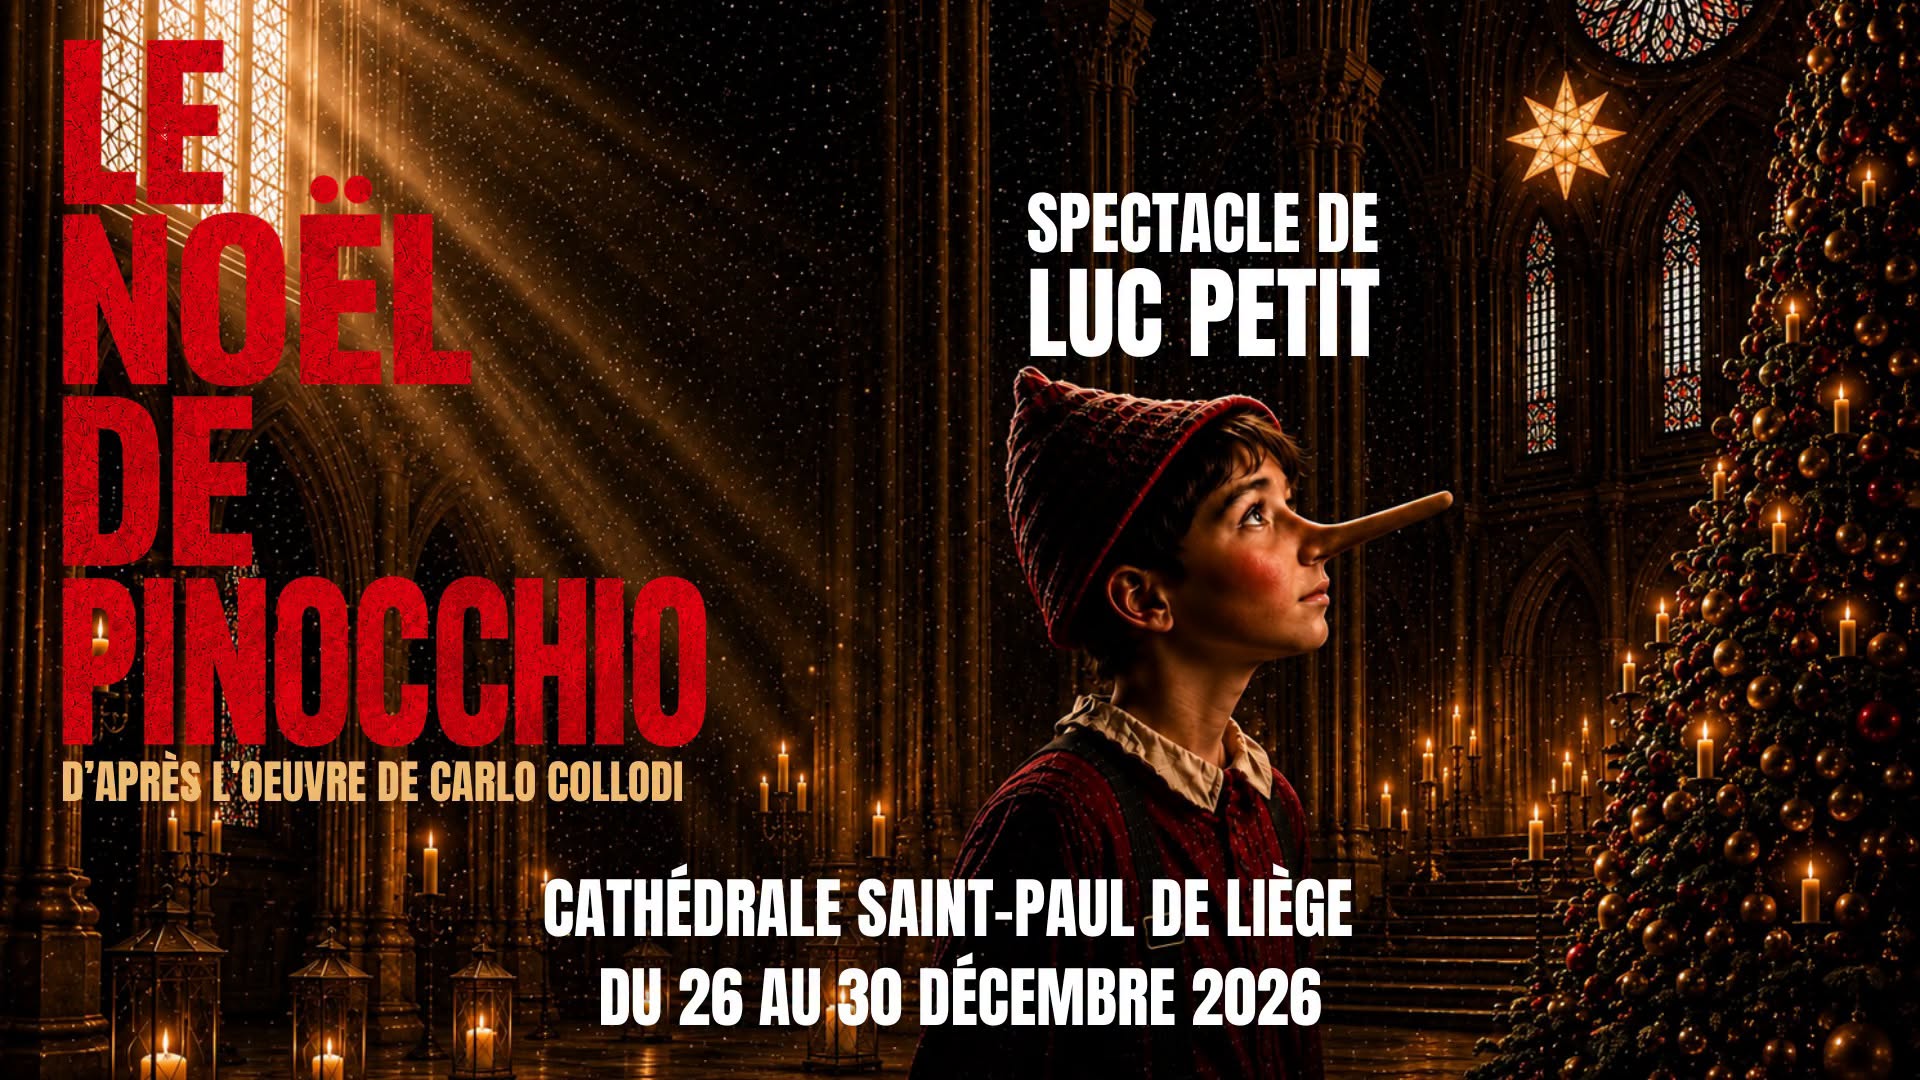 LE
NOËL
DE
PINOCCHIO
D'APRÈS L'OEUVRE DE CARLO COLLODI
SPECTACLE DE
LUC PETIT
CATHÉDRALE SAINT-PAUL DE LIÈGE
DU 26 AU 30 DÉCEMBRE 2026